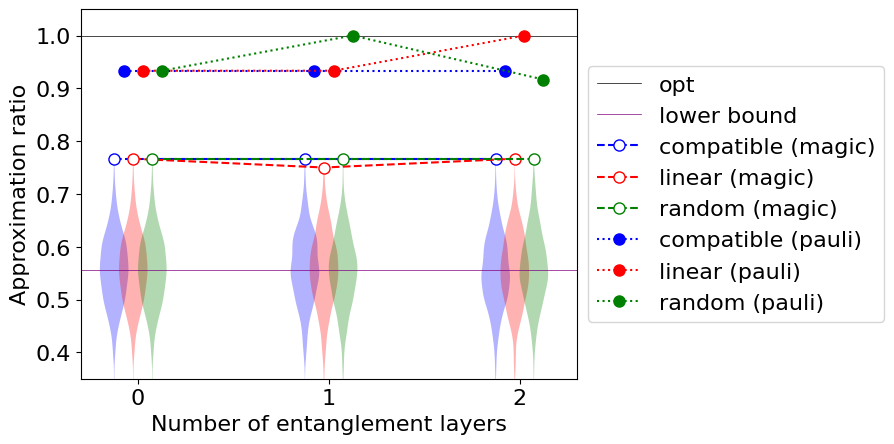 1.0
0.9
0.8
0.7
0.6
0.5
0.4
Approximation ratio
0 1 2
Number of entanglement layers
opt
lower bound
compatible (magic)
linear (magic)
random (magic)
compatible (pauli)
linear (pauli)
random (pauli)